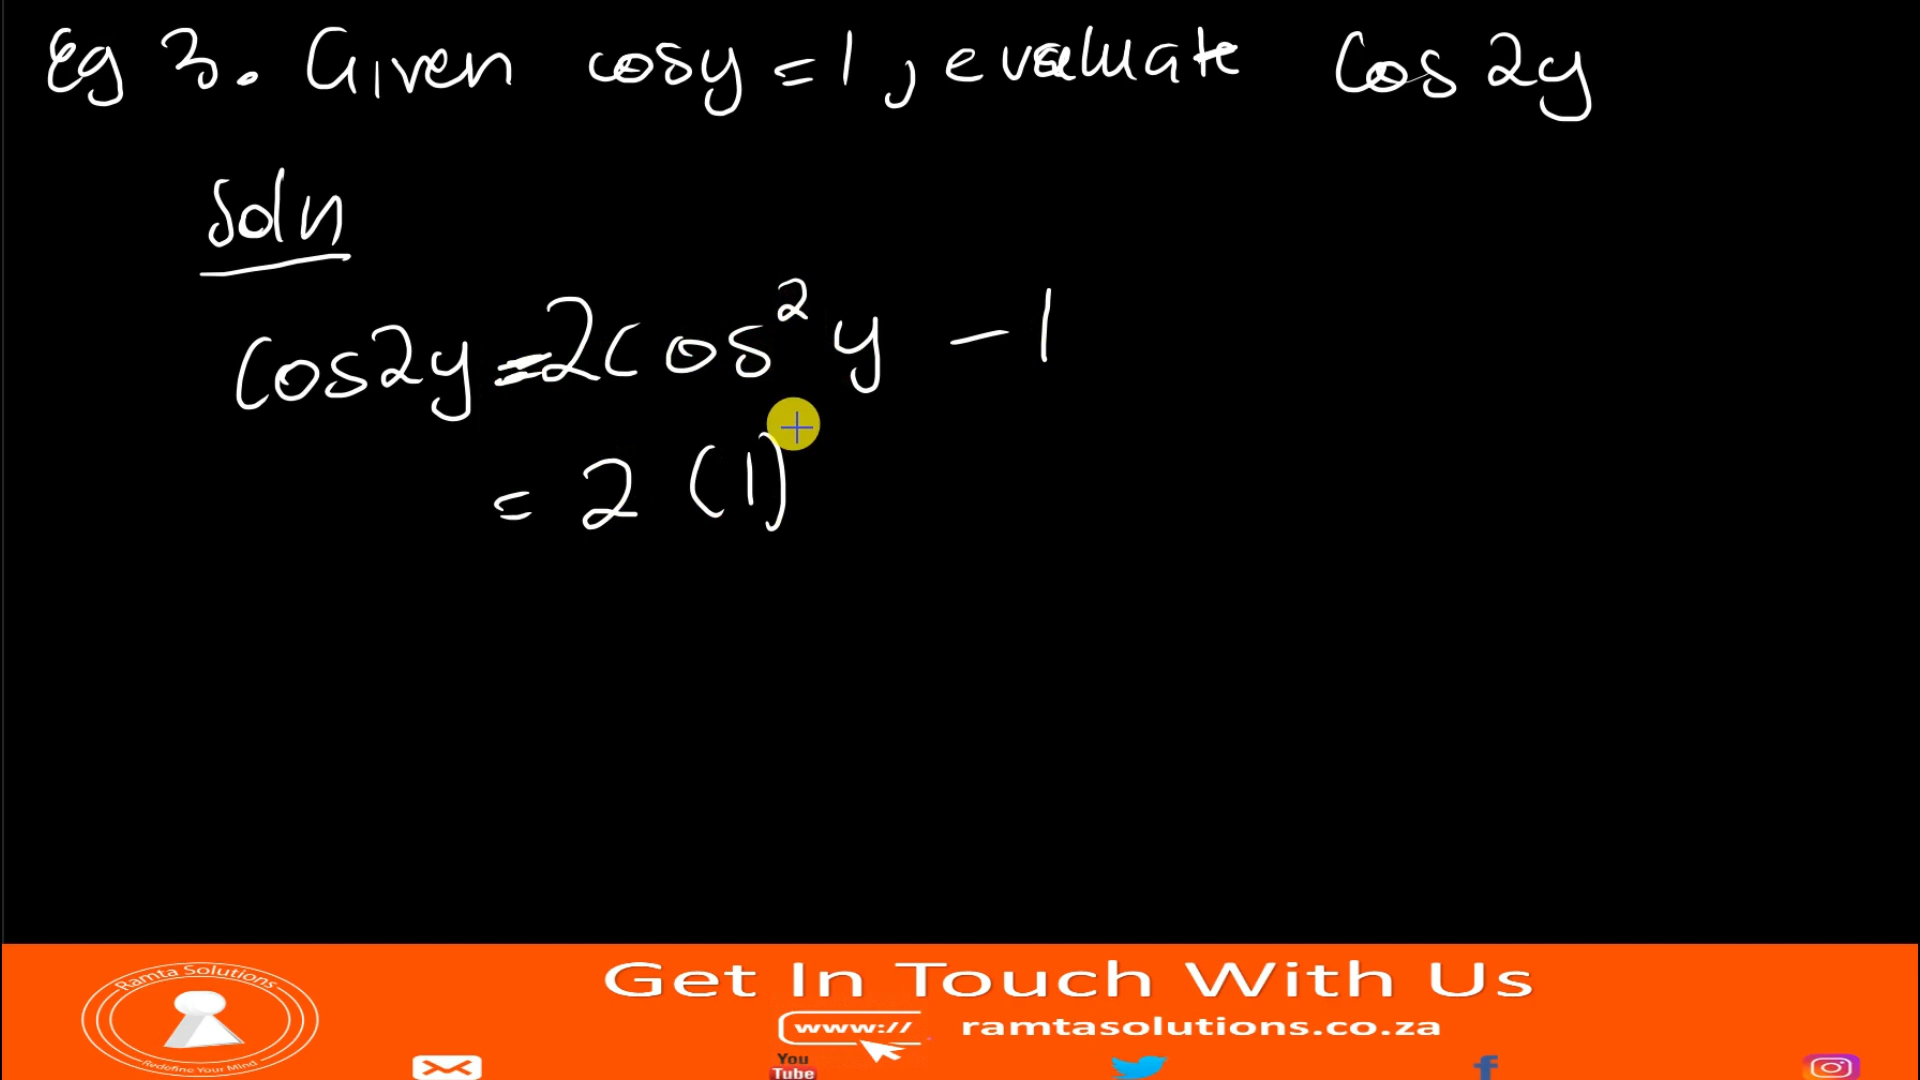 Eg 3. Given cosy = 1, evaluate Cos 2y
Soln
Cos2y = 2cos²y - 1
= 2 (1)
Get In Touch With Us
www:// ramtasolutions.co.za
Ramta Solutions
Redefine Your Mind
You Tube